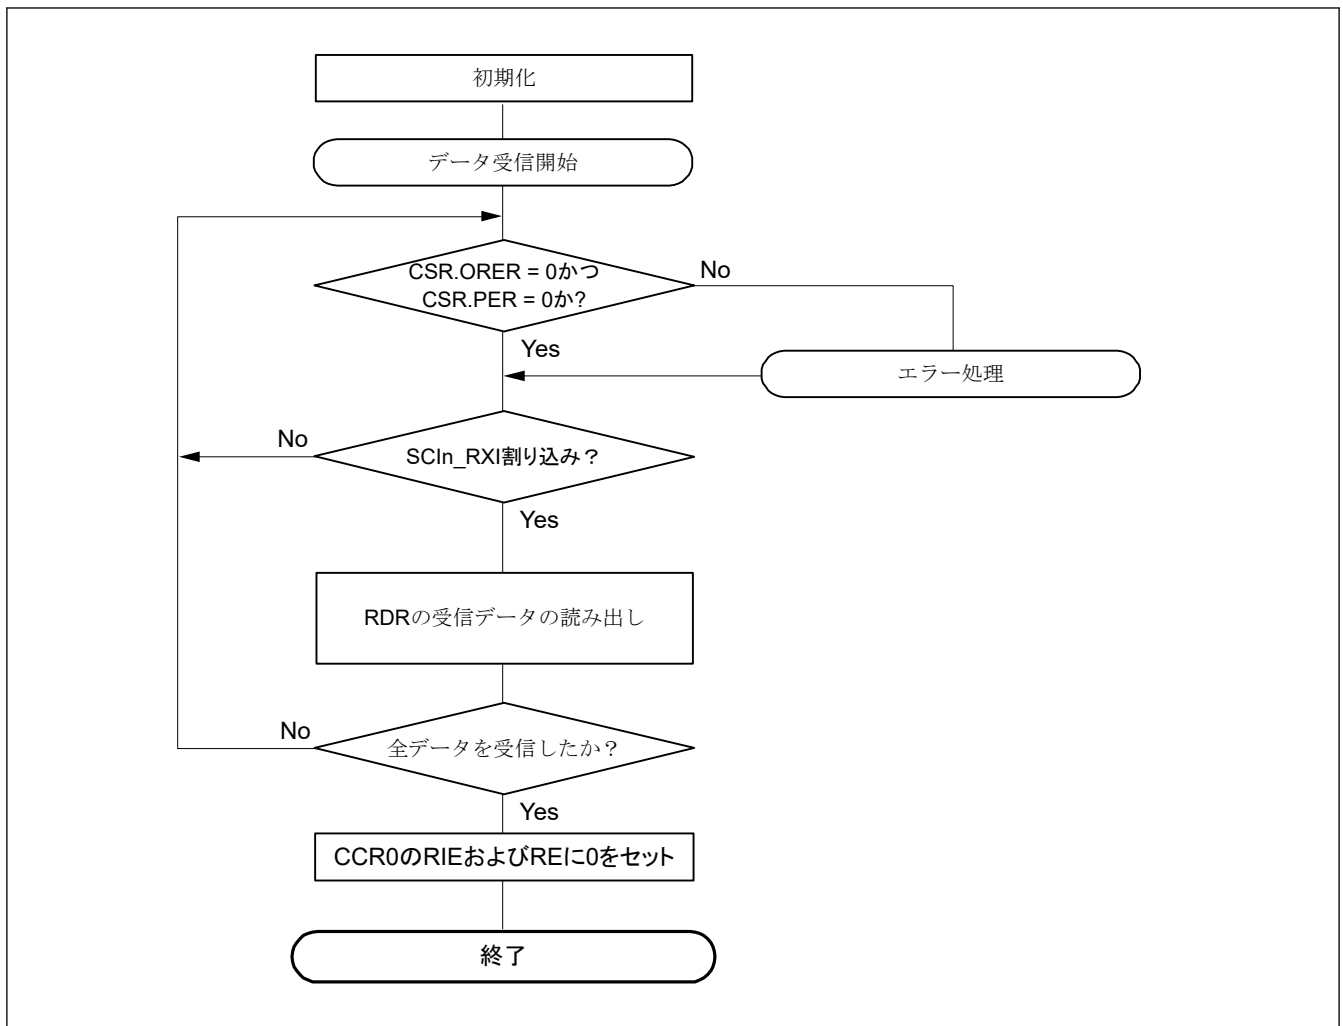 初期化
データ受信開始
CSR.ORER = 0かつ
CSR.PER = 0か?
No
Yes
エラー処理
No
SCIn_RXI割り込み？
Yes
RDRの受信データの読み出し
No
全データを受信したか？
Yes
CCR0のRIEおよびREに0をセット
終了